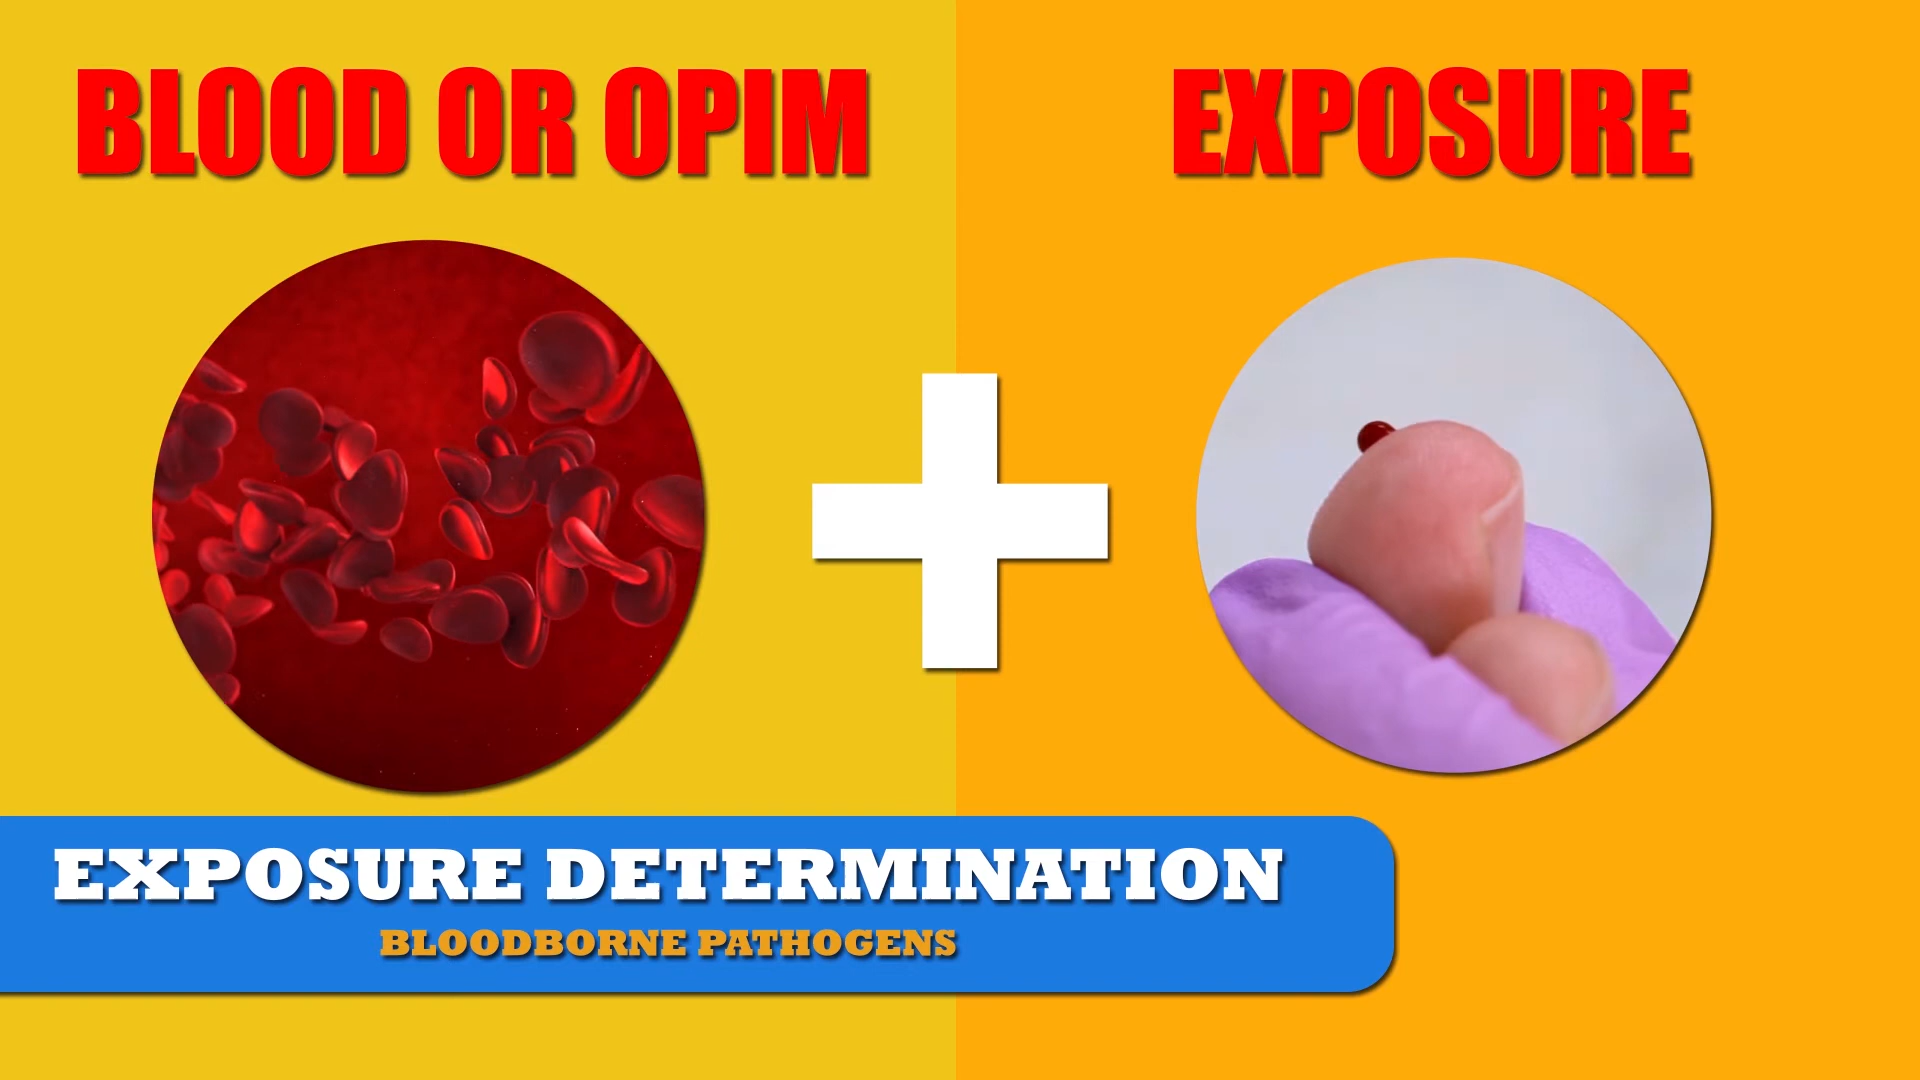 BLOOD OR OPIM
EXPOSURE
EXPOSURE DETERMINATION
BLOODBORNE PATHOGENS